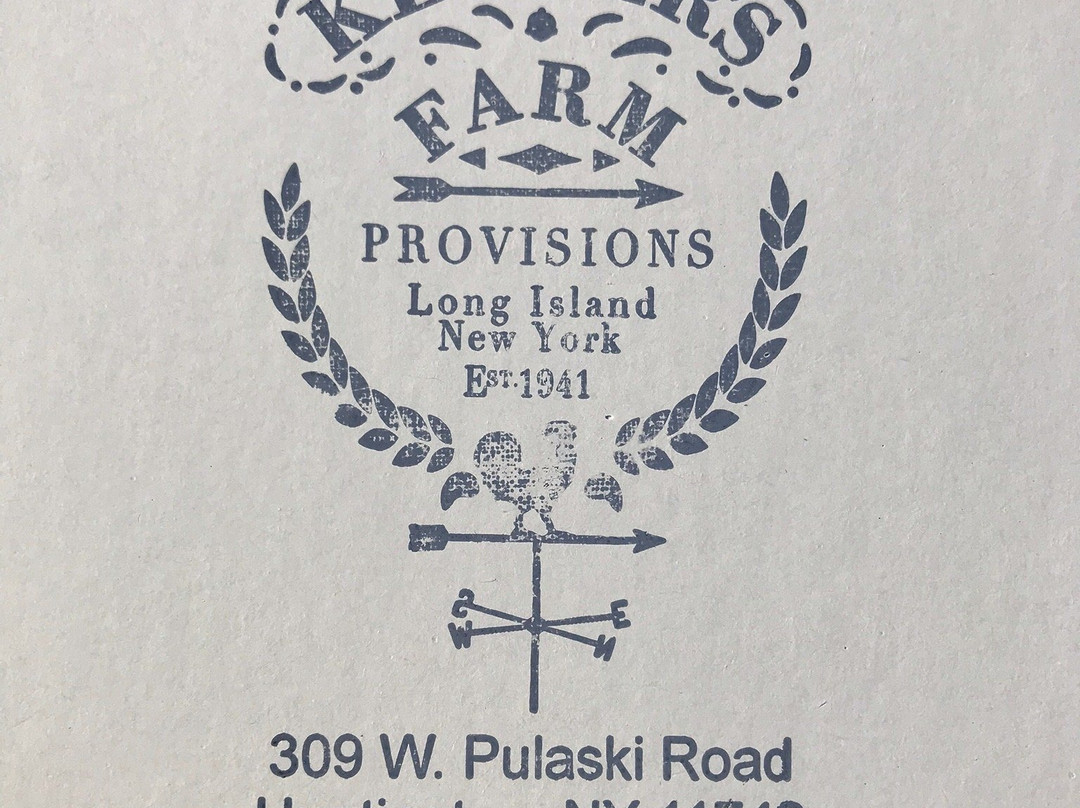 FARM
PROVISIONS
Long Island
New York
EST. 1941
S E
W N
309 W. Pulaski Road